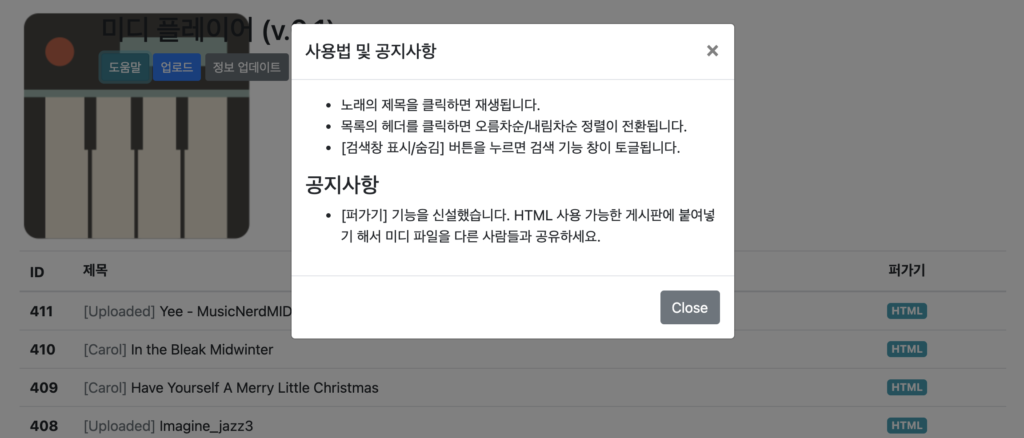 미디 플레이어 (v.0.1)
도움말 업로드 정보 업데이트
사용법 및 공지사항 ×
노래의 제목을 클릭하면 재생됩니다.
목록의 헤더를 클릭하면 오름차순/내림차순 정렬이 전환됩니다.
[검색창 표시/숨김] 버튼을 누르면 검색 기능 창이 토글됩니다.
공지사항
[퍼가기] 기능을 신설했습니다. HTML 사용 가능한 게시판에 붙여넣
기 해서 미디 파일을 다른 사람들과 공유하세요.
Close
ID 제목 퍼가기
411 [Uploaded] Yee - MusicNerdMID HTML
410 [Carol] In the Bleak Midwinter HTML
409 [Carol] Have Yourself A Merry Little Christmas HTML
408 [Uploaded] Imagine_jazz3 HTML